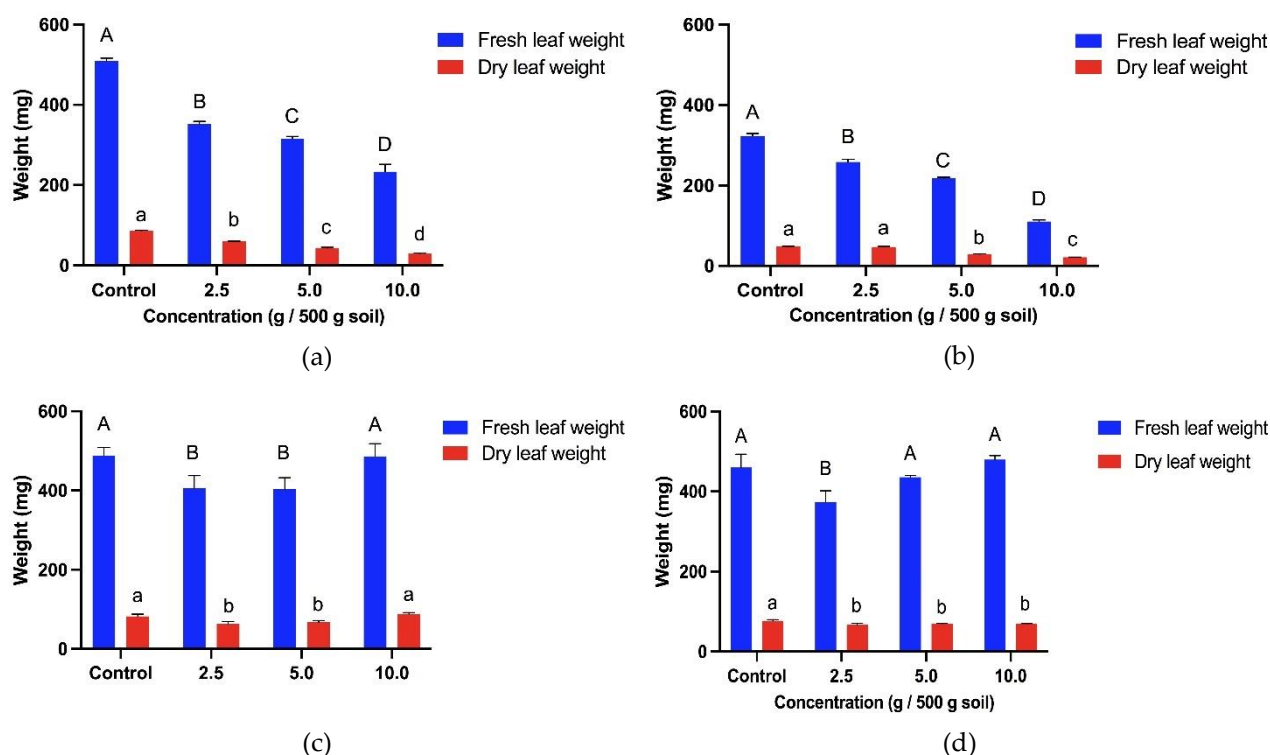 600
400
200
0
Weight (mg)
A
B
C
D
a
b
c
d
Fresh leaf weight
Dry leaf weight
Control 2.5 5.0 10.0
Concentration (g / 500 g soil)
(a)
600
400
200
0
Weight (mg)
A
B
C
D
a
a
b
c
Fresh leaf weight
Dry leaf weight
Control 2.5 5.0 10.0
Concentration (g / 500 g soil)
(b)
600
400
200
0
Weight (mg)
A
B
B
A
a
b
b
a
Fresh leaf weight
Dry leaf weight
Control 2.5 5.0 10.0
(c)
600
400
200
0
Weight (mg)
A
B
A
A
a
b
b
b
Fresh leaf weight
Dry leaf weight
Control 2.5 5.0 10.0
Concentration (g / 500 g soil)
(d)